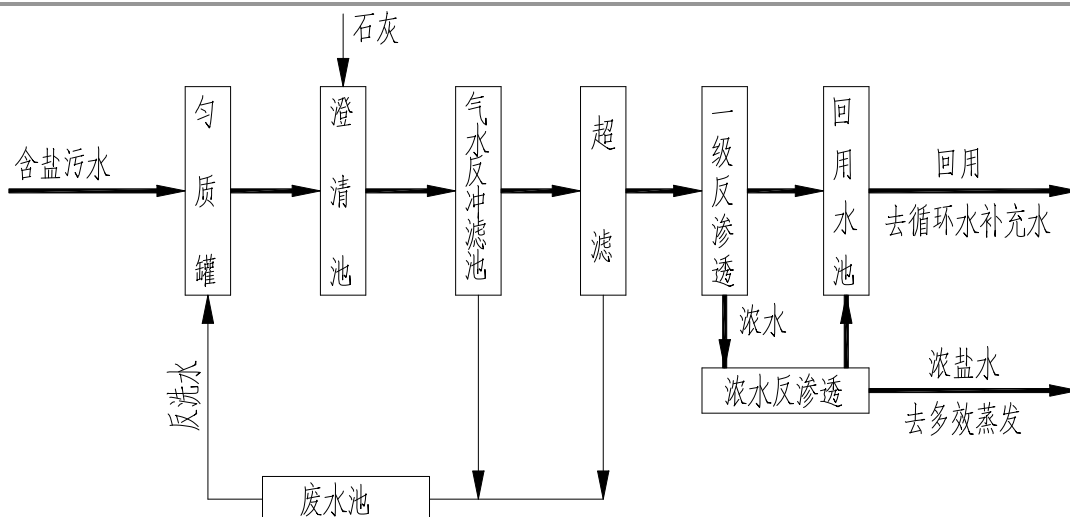 石灰
含盐污水
匀质罐
澄清池
气水反冲滤池
超滤
一级反渗透
回用水池
回用
去循环水补充水
浓水
浓水反渗透
浓盐水
去多效蒸发
反洗水
废水池